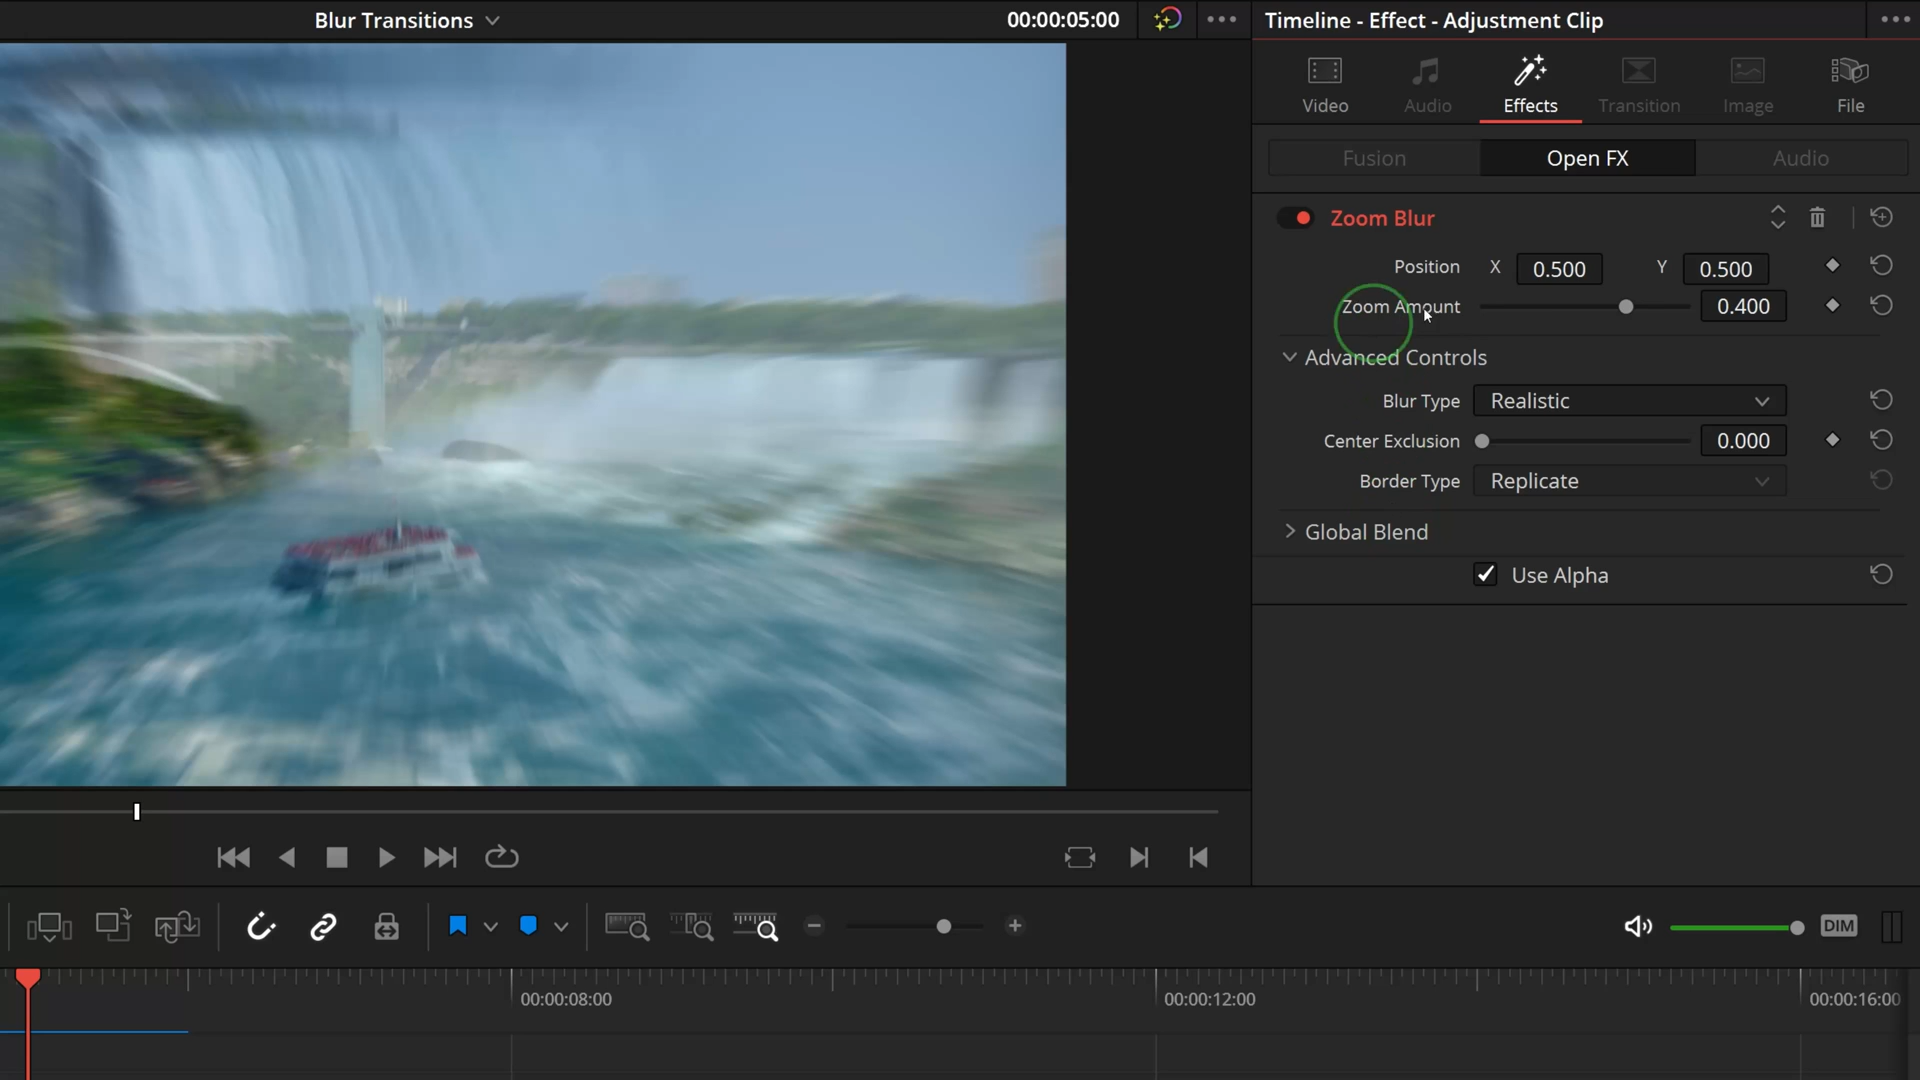 Blur Transitions
00:00:05:00
Timeline - Effect - Adjustment Clip
Video
Audio
Effects
Transition
Image
File
Fusion
Open FX
Audio
Zoom Blur
Position X 0.500 Y 0.500
Zoom Amount 0.400
Advanced Controls
Blur Type Realistic
Center Exclusion 0.000
Border Type Replicate
Global Blend
Use Alpha
DIM
00:00:08:00
00:00:12:00
00:00:16:00